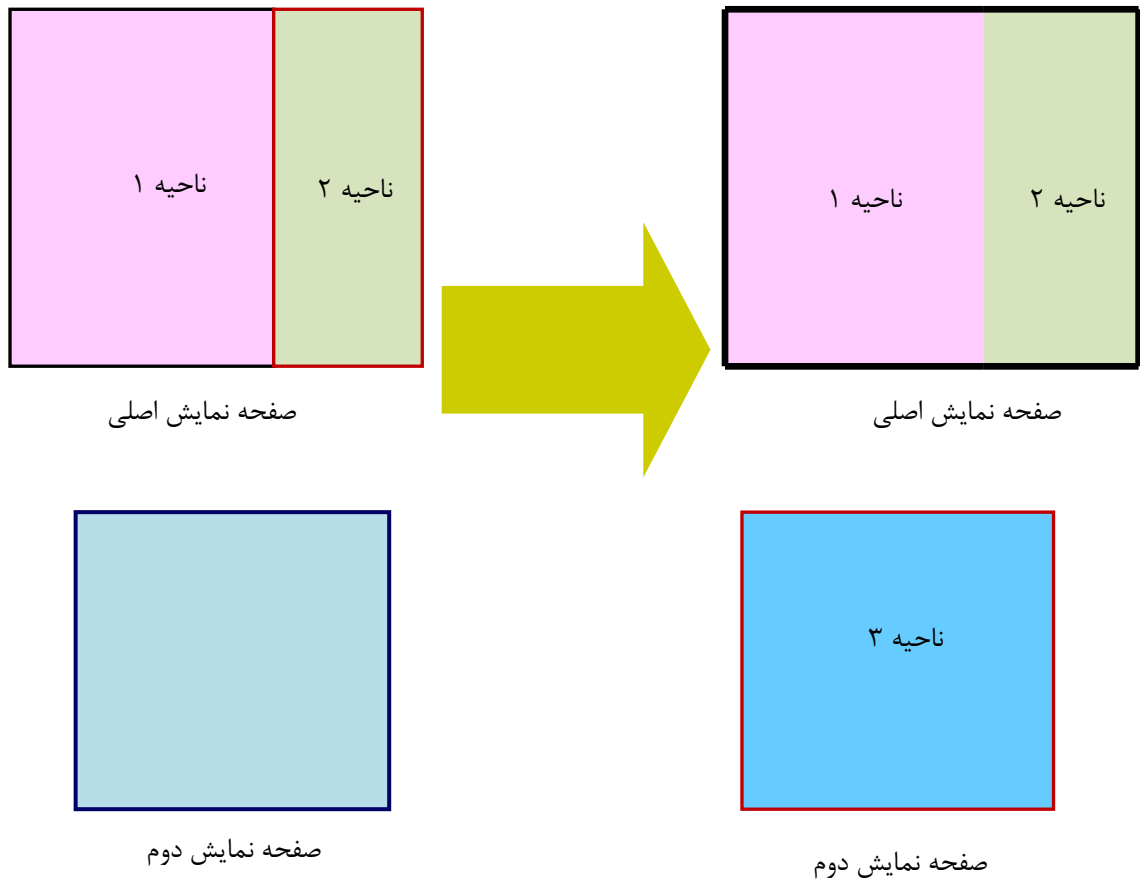 ناحیه ۱
ناحیه ۲
صفحه نمایش اصلی
صفحه نمایش دوم
ناحیه ۱
ناحیه ۲
صفحه نمایش اصلی
ناحیه ۳
صفحه نمایش دوم